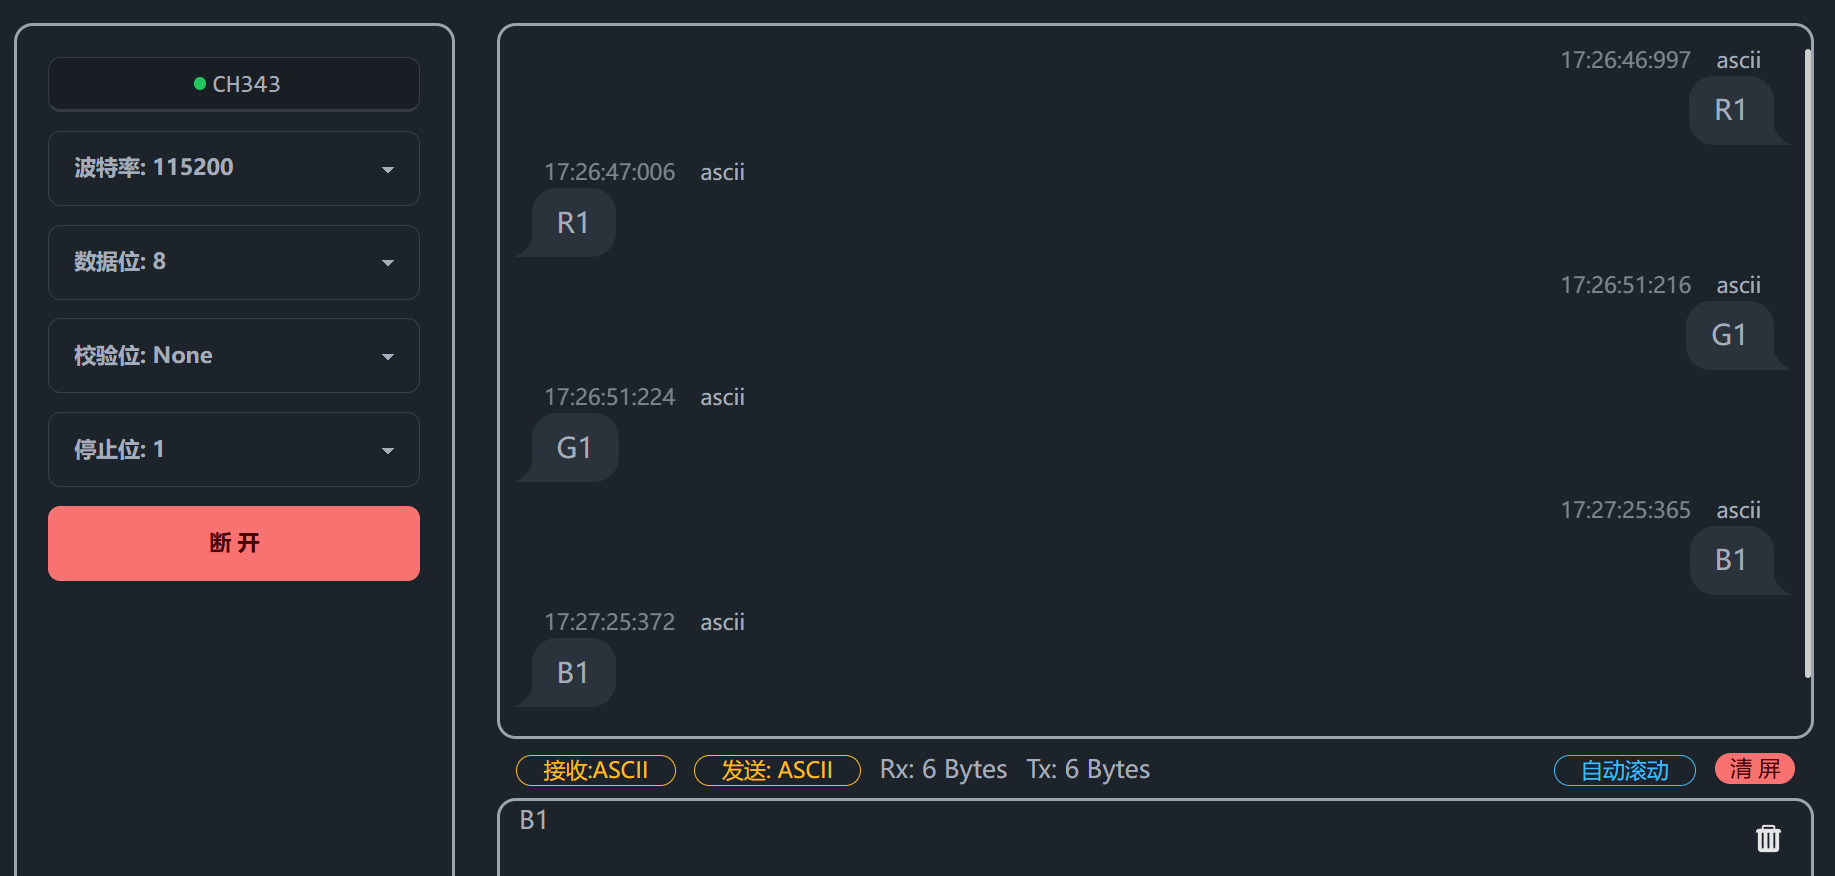 CH343
波特率: 115200
数据位: 8
校验位: None
停止位: 1
断 开
17:26:46:997 ascii
R1
17:26:47:006 ascii
R1
17:26:51:216 ascii
G1
17:26:51:224 ascii
G1
17:27:25:365 ascii
B1
17:27:25:372 ascii
B1
接收:ASCII 发送: ASCII Rx: 6 Bytes Tx: 6 Bytes 自动滚动 清 屏
B1